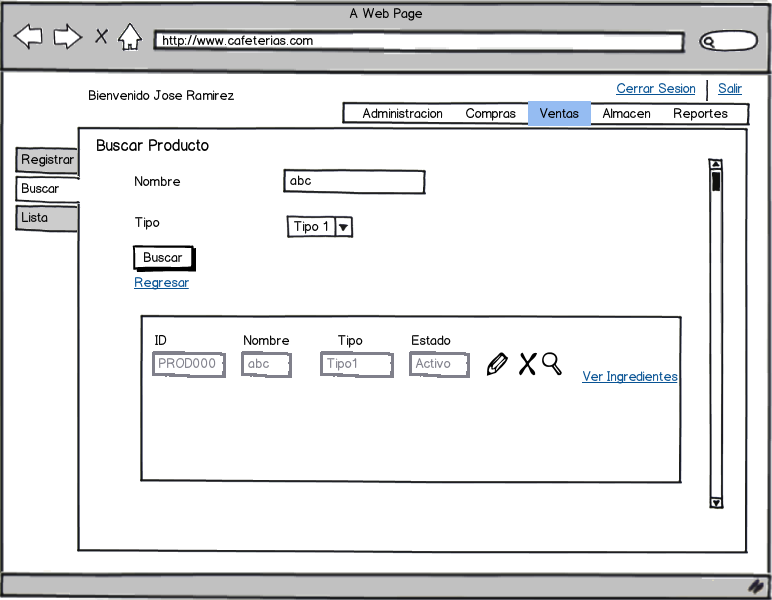 A Web Page
http://www.cafeterias.com
Cerrar Sesion Salir
Bienvenido Jose Ramirez
Administracion Compras Ventas Almacen Reportes
Buscar Producto
Registrar
Buscar
Lista
Nombre abc
Tipo Tipo 1
Buscar
Regresar
ID Nombre Tipo Estado
PROD000 abc Tipo1 Activo
Ver Ingredientes